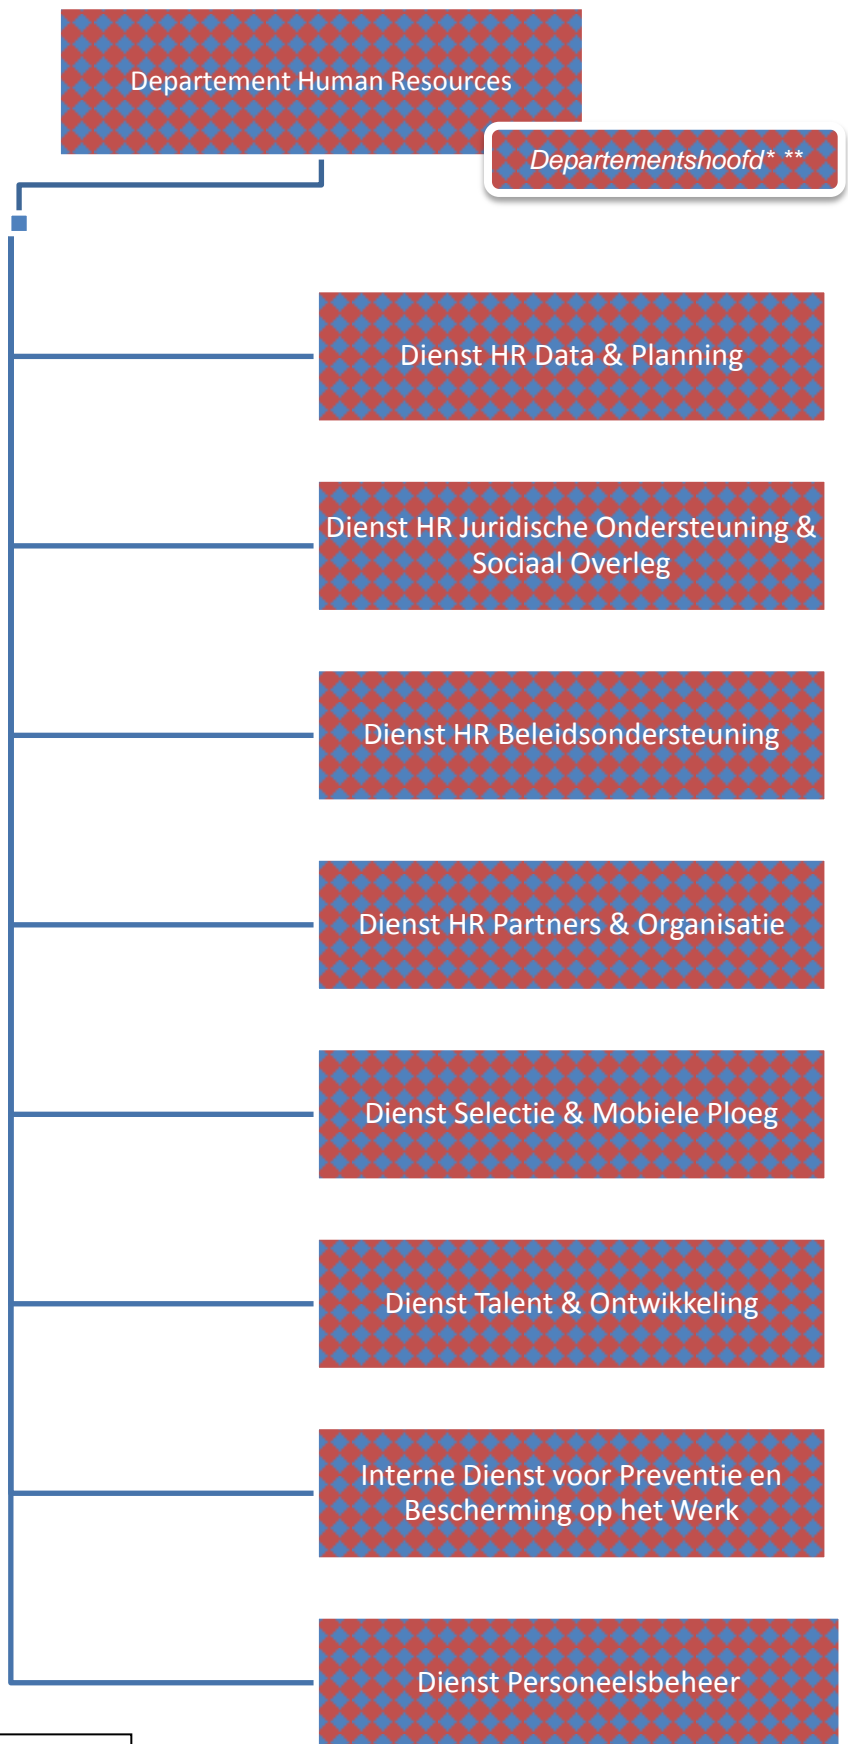 Departement Human Resources
Departementshoofd* **
Dienst HR Data & Planning
Dienst HR Juridische Ondersteuning &
Sociaal Overleg
Dienst HR Beleidsondersteuning
Dienst HR Partners & Organisatie
Dienst Selectie & Mobiele Ploeg
Dienst Talent & Ontwikkeling
Interne Dienst voor Preventie en
Bescherming op het Werk
Dienst Personeelsbeheer